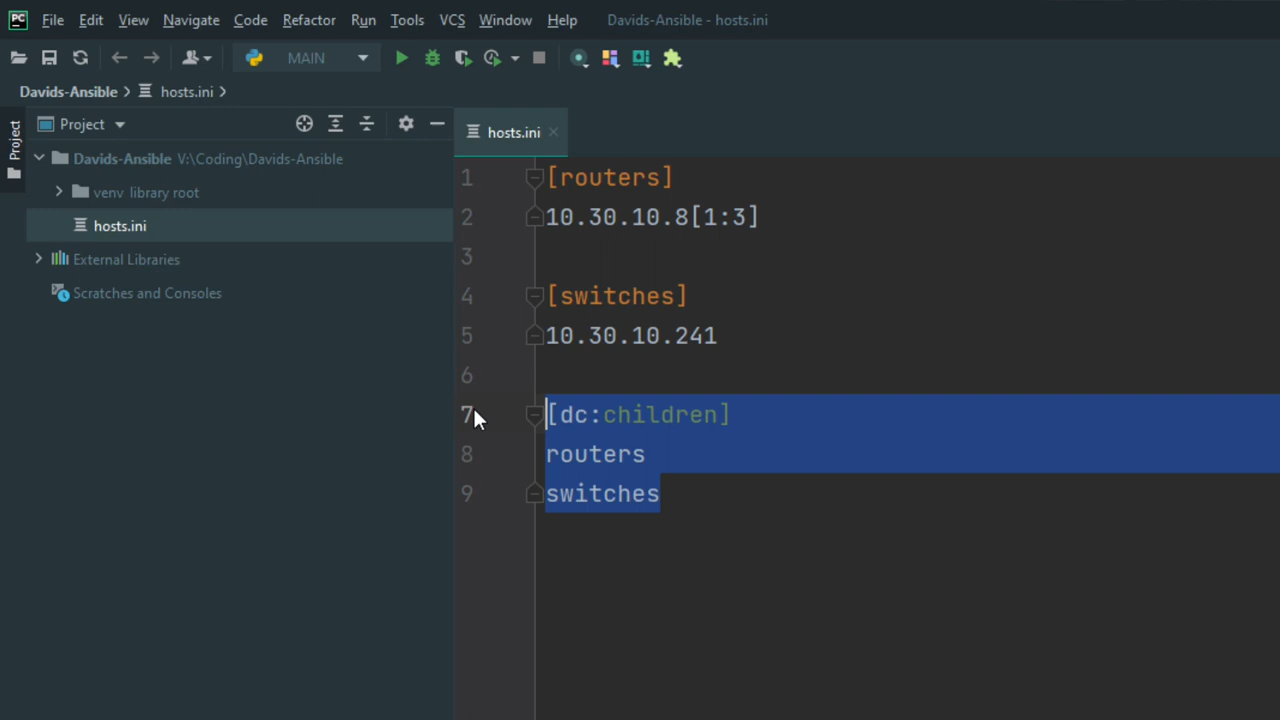 PC File Edit View Navigate Code Refactor Run Tools VCS Window Help Davids-Ansible - hosts.ini
MAIN
Davids-Ansible hosts.ini
Project
Project
hosts.ini
Davids-Ansible V:\Coding\Davids-Ansible
venv library root
hosts.ini
External Libraries
Scratches and Consoles
1 [routers]
2 10.30.10.8[1:3]
3
4 [switches]
5 10.30.10.241
6
7 [dc:children]
8 routers
9 switches